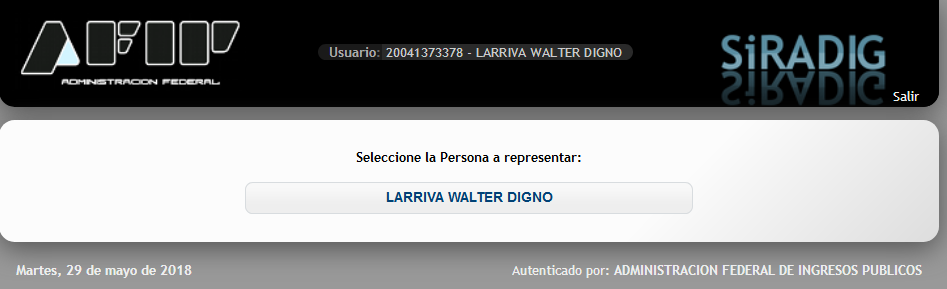 AFIP
ADMINISTRACION FEDERAL
Usuario: 20041373378 - LARRIVA WALTER DIGNO
SiRADIG
Salir
Seleccione la Persona a representar:
LARRIVA WALTER DIGNO
Martes, 29 de mayo de 2018
Autenticado por: ADMINISTRACION FEDERAL DE INGRESOS PUBLICOS